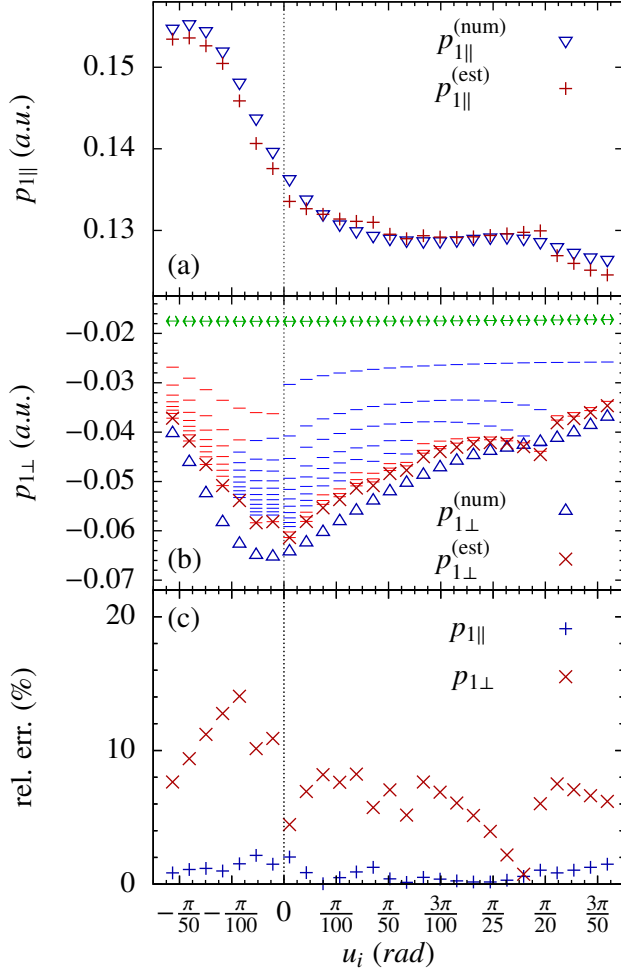 p₁∥ (a.u.)
0.15
0.14
0.13
p₁∥^(num)
p₁∥^(est)
(a)
p₁⊥ (a.u.)
−0.02
−0.03
−0.04
−0.05
−0.06
−0.07
p₁⊥^(num)
p₁⊥^(est)
(b)
(c)
rel. err. (%)
20
10
0
p₁∥
p₁⊥
−π/50 −π/100 0 π/100 π/50 3π/100 π/25 π/20 3π/50
uᵢ (rad)